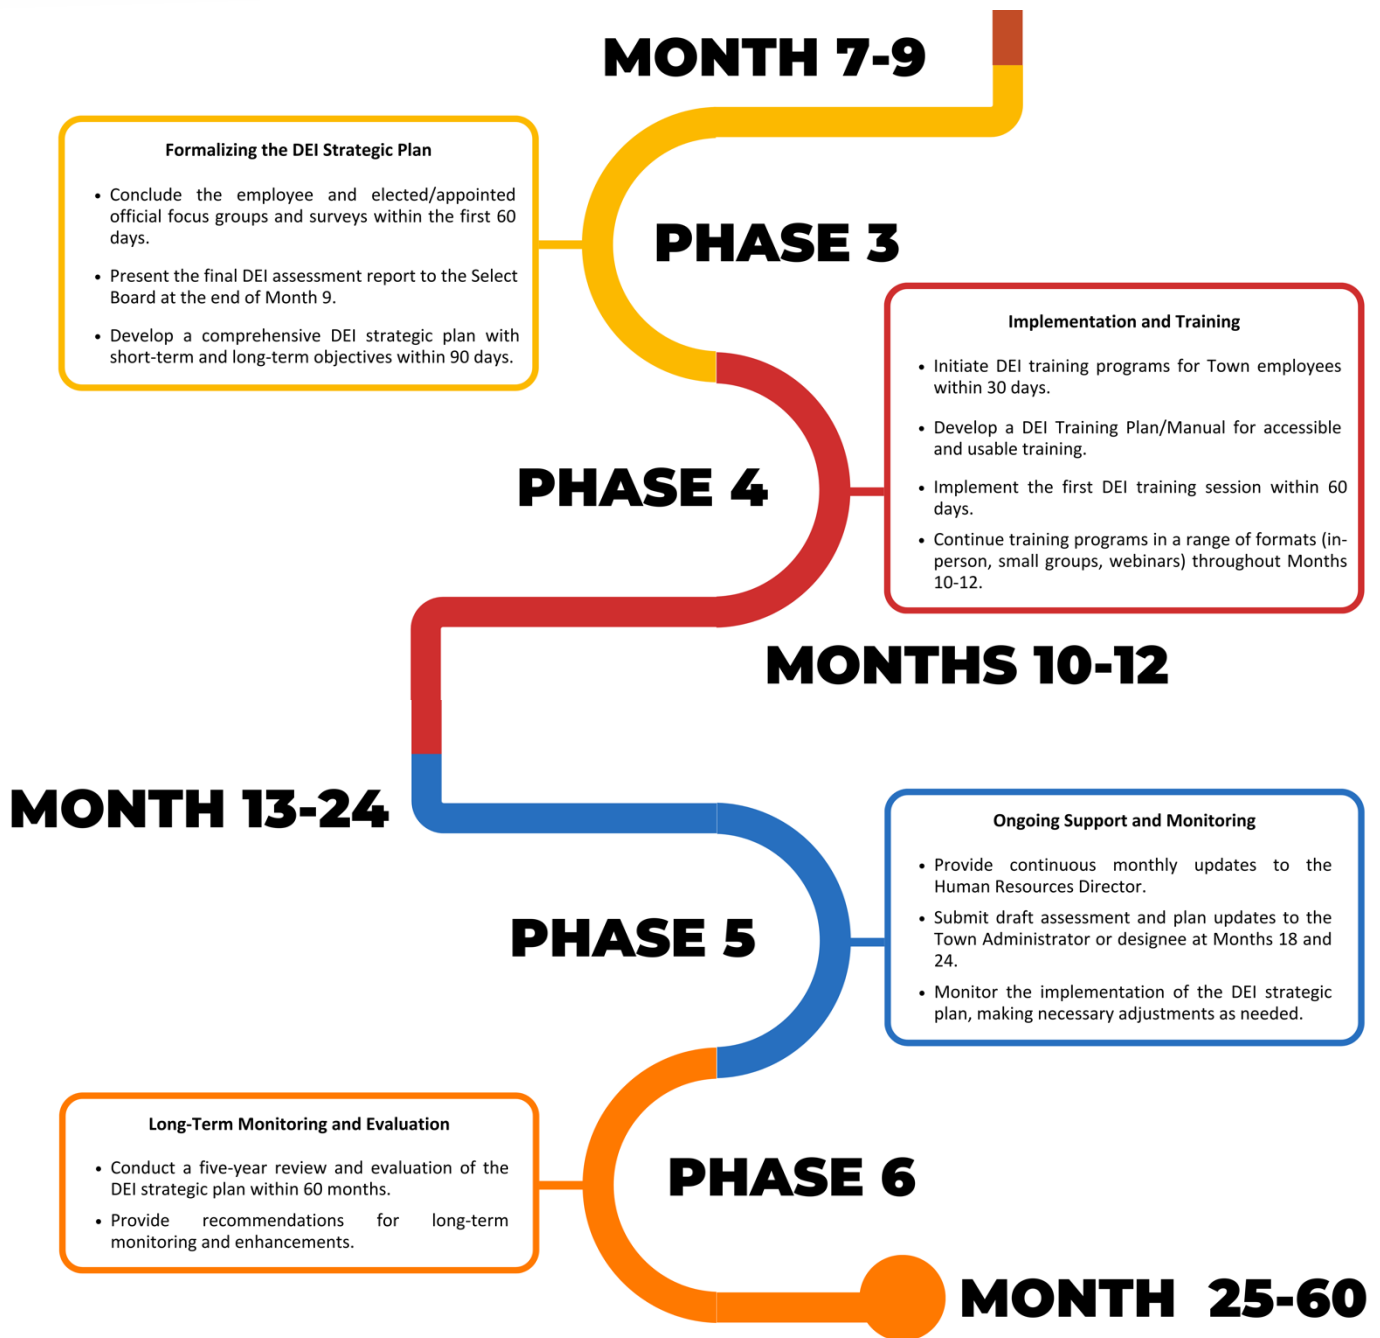 MONTH 7-9
Formalizing the DEI Strategic Plan
• Conclude the employee and elected/appointed
official focus groups and surveys within the first 60
days.
• Present the final DEI assessment report to the Select
Board at the end of Month 9.
• Develop a comprehensive DEI strategic plan with
short-term and long-term objectives within 90 days.
PHASE 3
Implementation and Training
• Initiate DEI training programs for Town employees
within 30 days.
• Develop a DEI Training Plan/Manual for accessible
and usable training.
• Implement the first DEI training session within 60
days.
• Continue training programs in a range of formats (in-
person, small groups, webinars) throughout Months
10-12.
PHASE 4
MONTHS 10-12
MONTH 13-24
Ongoing Support and Monitoring
• Provide continuous monthly updates to the
Human Resources Director.
• Submit draft assessment and plan updates to the
Town Administrator or designee at Months 18 and
24.
• Monitor the implementation of the DEI strategic
plan, making necessary adjustments as needed.
PHASE 5
Long-Term Monitoring and Evaluation
• Conduct a five-year review and evaluation of the
DEI strategic plan within 60 months.
• Provide recommendations for long-term
monitoring and enhancements.
PHASE 6
MONTH 25-60